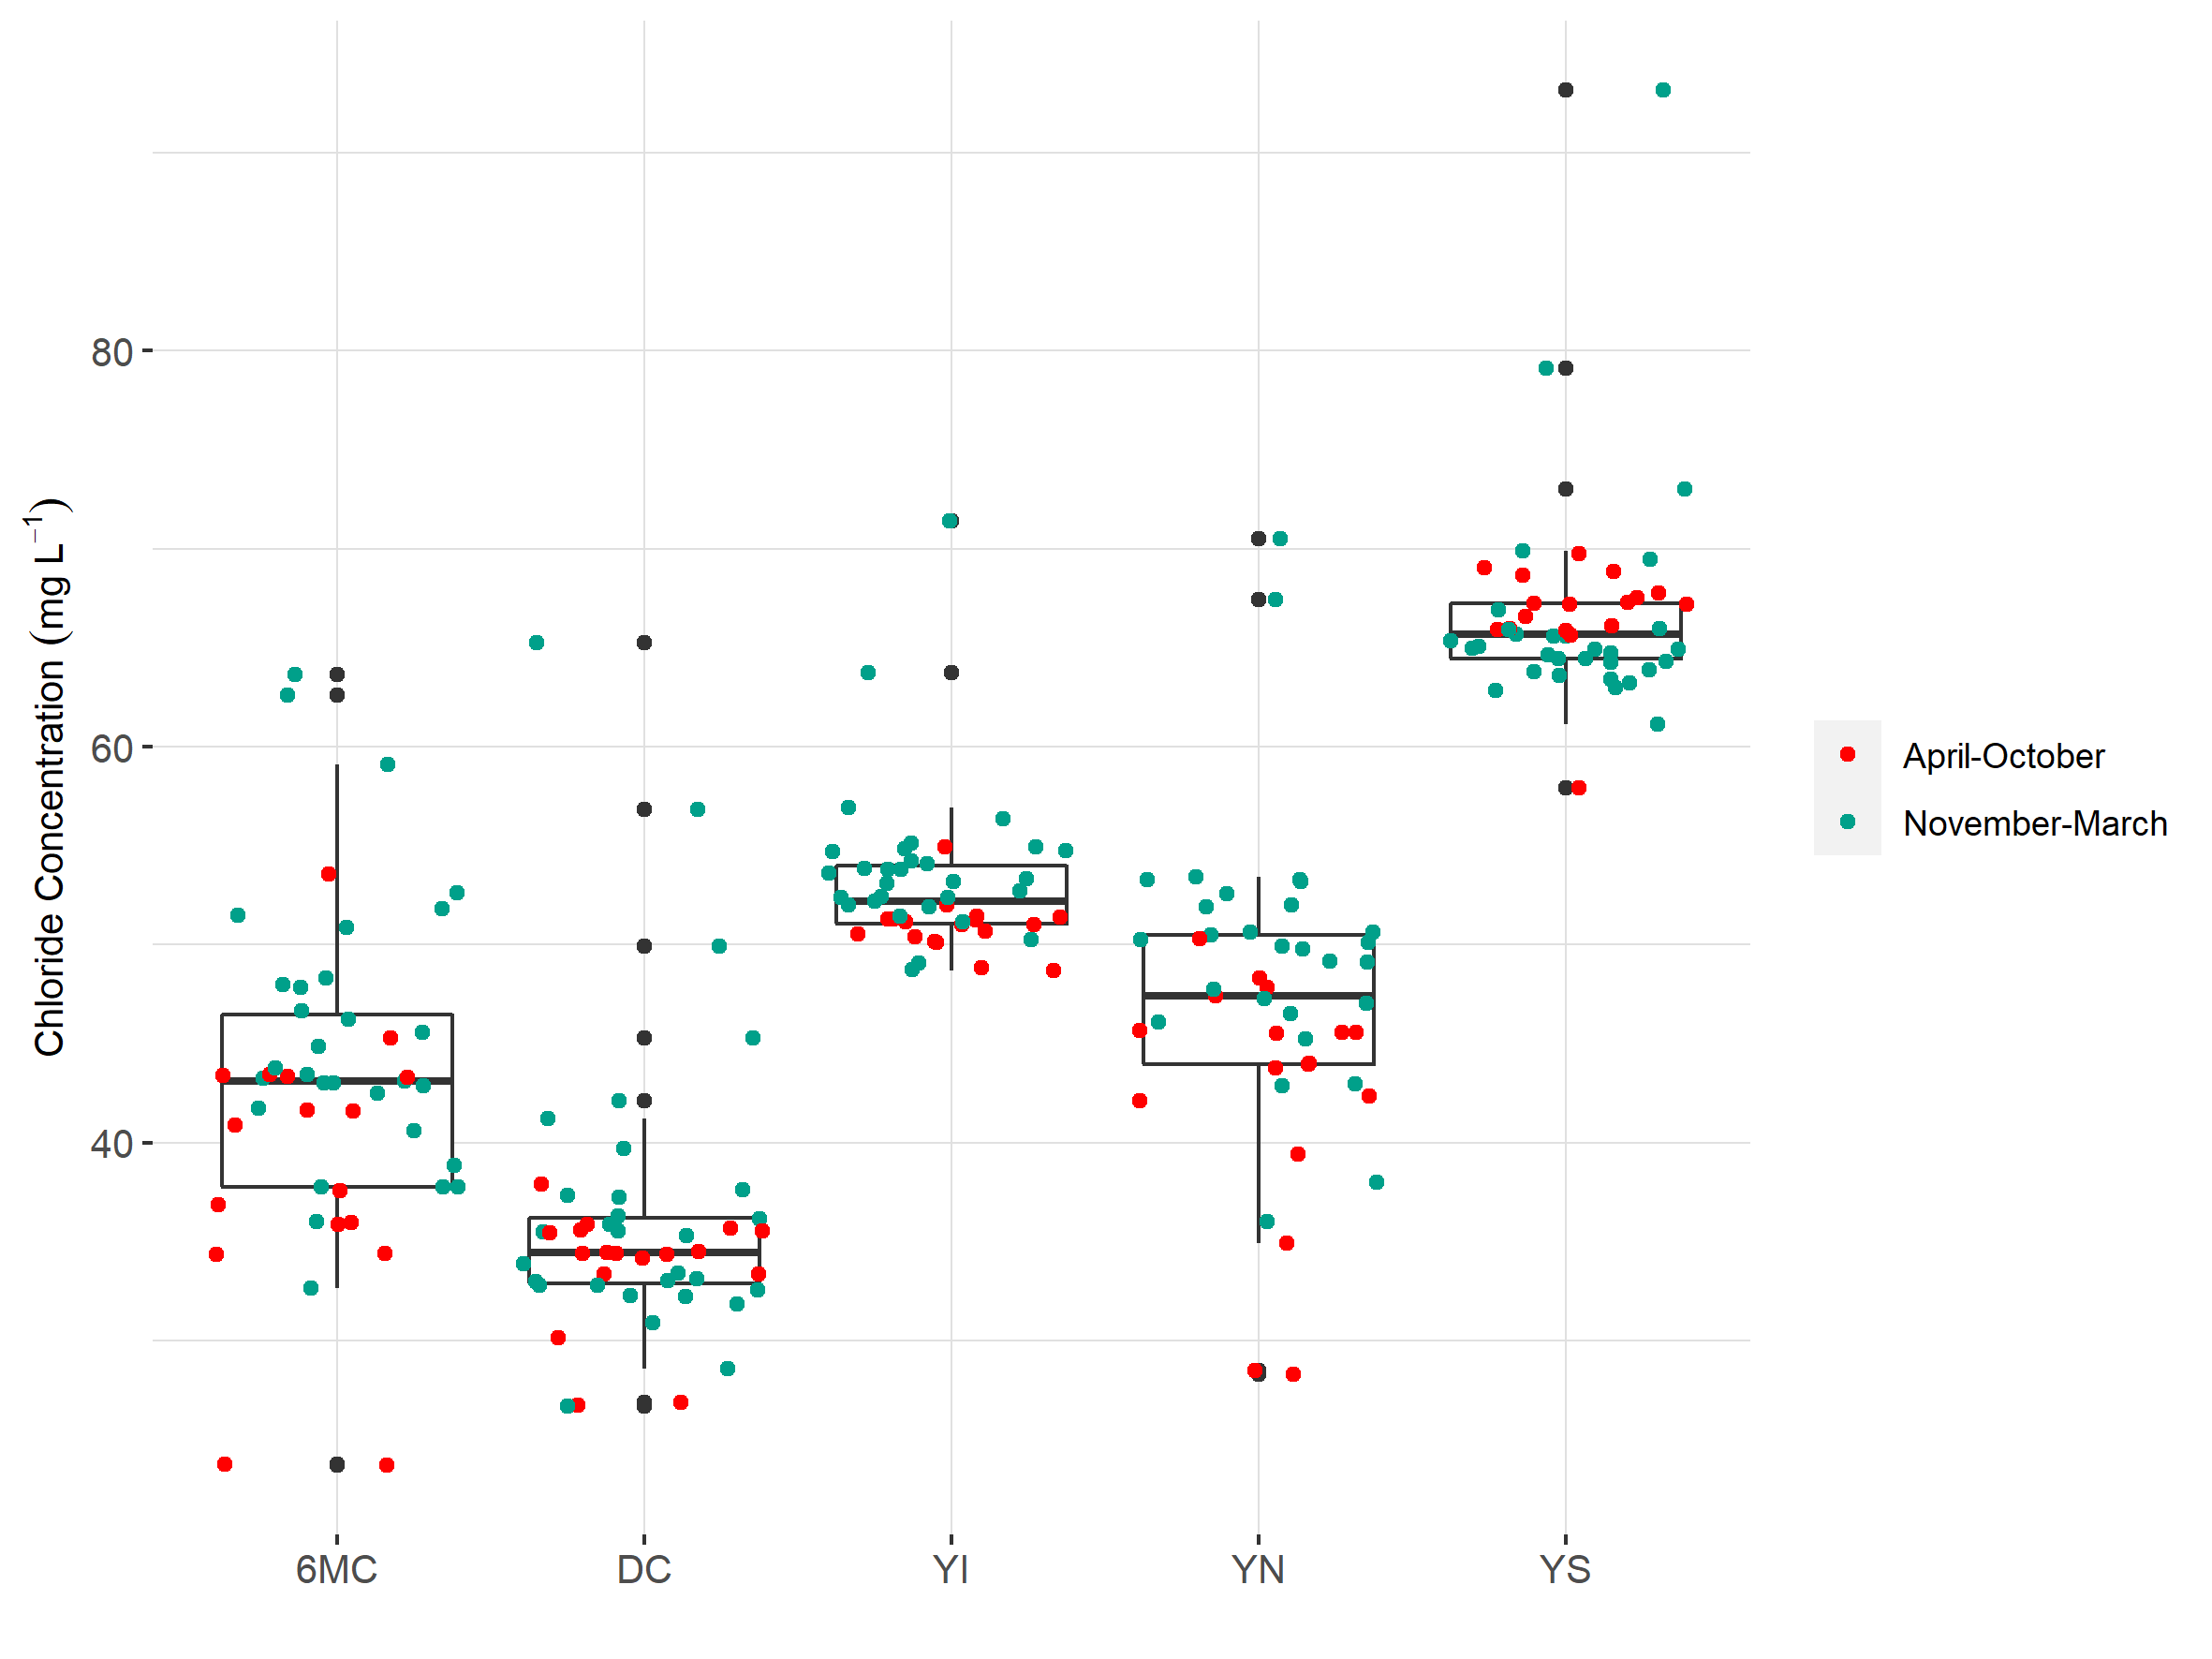 Chloride Concentration (mg L⁻¹)
80
60
40
6MC DC YI YN YS
April-October
November-March